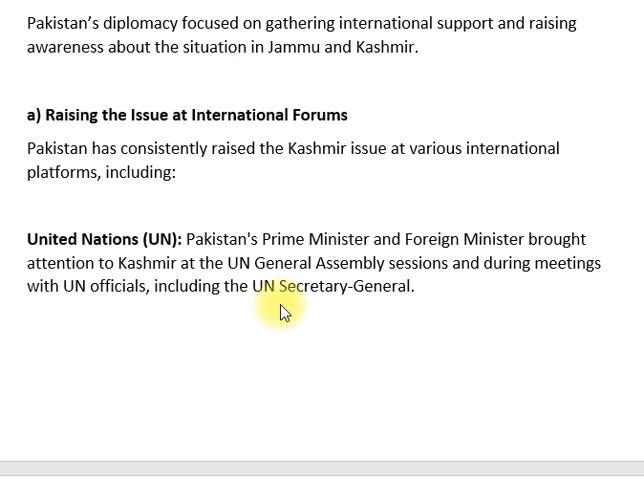 Pakistan’s diplomacy focused on gathering international support and raising
awareness about the situation in Jammu and Kashmir.
a) Raising the Issue at International Forums
Pakistan has consistently raised the Kashmir issue at various international
platforms, including:
United Nations (UN): Pakistan's Prime Minister and Foreign Minister brought
attention to Kashmir at the UN General Assembly sessions and during meetings
with UN officials, including the UN Secretary-General.